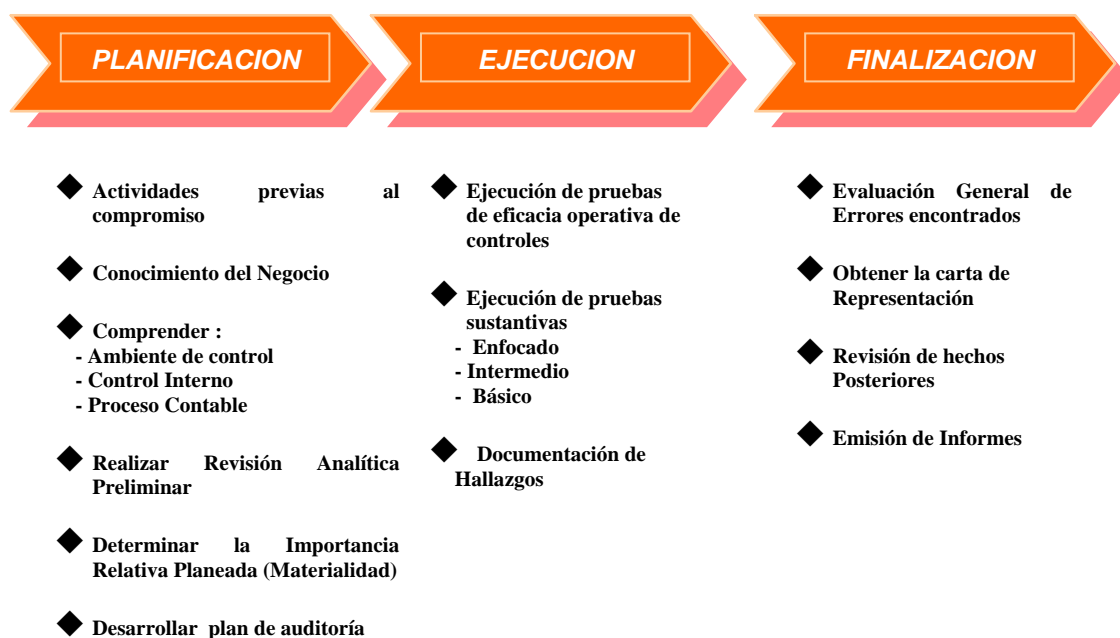 PLANIFICACION
EJECUCION
FINALIZACION
Actividades previas al
compromiso
Conocimiento del Negocio
Comprender :
- Ambiente de control
- Control Interno
- Proceso Contable
Realizar Revisión Analítica
Preliminar
Determinar la Importancia
Relativa Planeada (Materialidad)
Desarrollar plan de auditoría
Ejecución de pruebas
de eficacia operativa de
controles
Ejecución de pruebas
sustantivas
- Enfocado
- Intermedio
- Básico
Documentación de
Hallazgos
Evaluación General de
Errores encontrados
Obtener la carta de
Representación
Revisión de hechos
Posteriores
Emisión de Informes